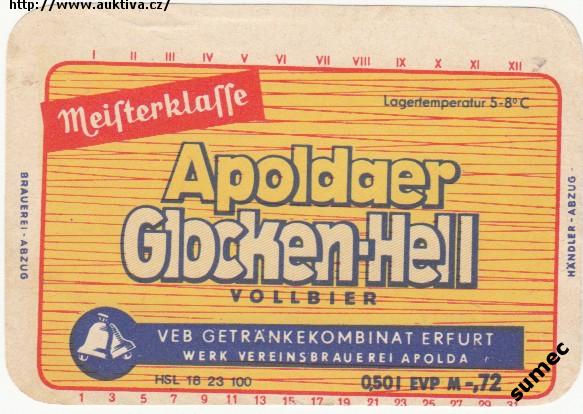 http://www.auktiva.cz/
I II III IV V VI VII VIII IX X XI XII
Meisterklasse
Lagertemperatur 5-8°C
Apoldaer
Glocken-Hell
VOLLBIER
BRAUEREI-ABZUG
HÄNDLER-ABZUG
VEB GETRÄNKEKOMBINAT ERFURT
WERK VEREINSBRAUEREI APOLDA
HSL 18 23 100
0,50 l EVP M -,72
1 3 5 7 9 11 13 15 17 19 21 23 25 27 29 31
sumec